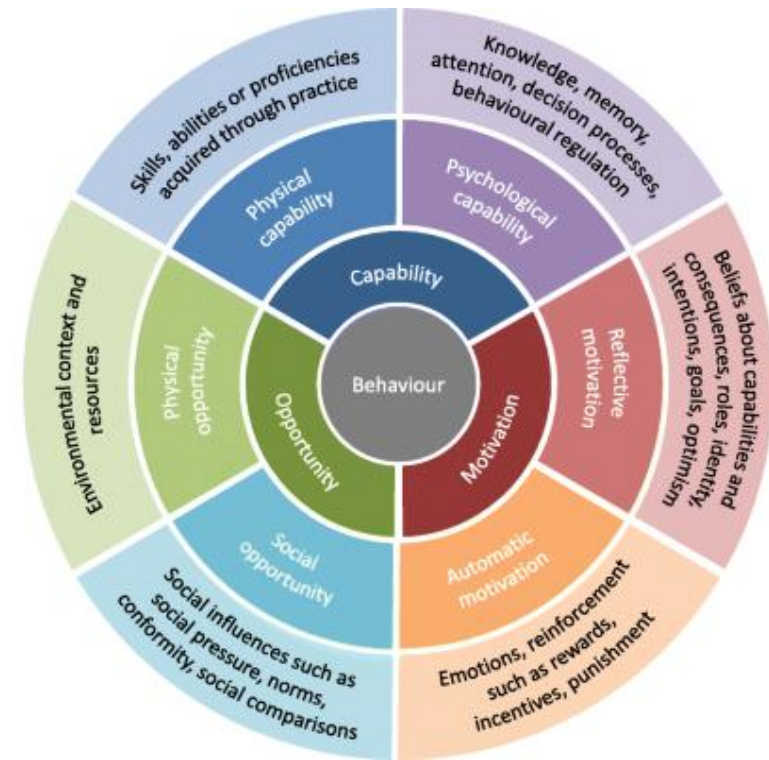 Behaviour
Capability
Motivation
Opportunity
Physical
capability
Psychological
capability
Reflective
motivation
Automatic
motivation
Social
opportunity
Physical
opportunity
Skills, abilities or proficiencies
acquired through practice
Knowledge, memory,
attention, decision processes,
behavioural regulation
Beliefs about capabilities and
consequences, roles, identity,
intentions, goals, optimism
Emotions, reinforcement
such as rewards,
incentives, punishment
Social influences such as
social pressure, norms,
conformity, social comparisons
Environmental context and
resources